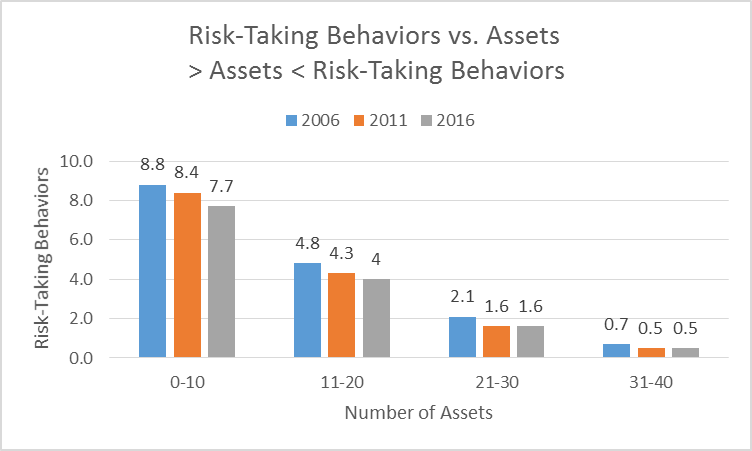 Risk-Taking Behaviors vs. Assets
> Assets < Risk-Taking Behaviors
2006 2011 2016
Risk-Taking Behaviors
10.0
8.0
6.0
4.0
2.0
0.0
8.8 8.4 7.7
4.8 4.3 4
2.1 1.6 1.6
0.7 0.5 0.5
0-10 11-20 21-30 31-40
Number of Assets